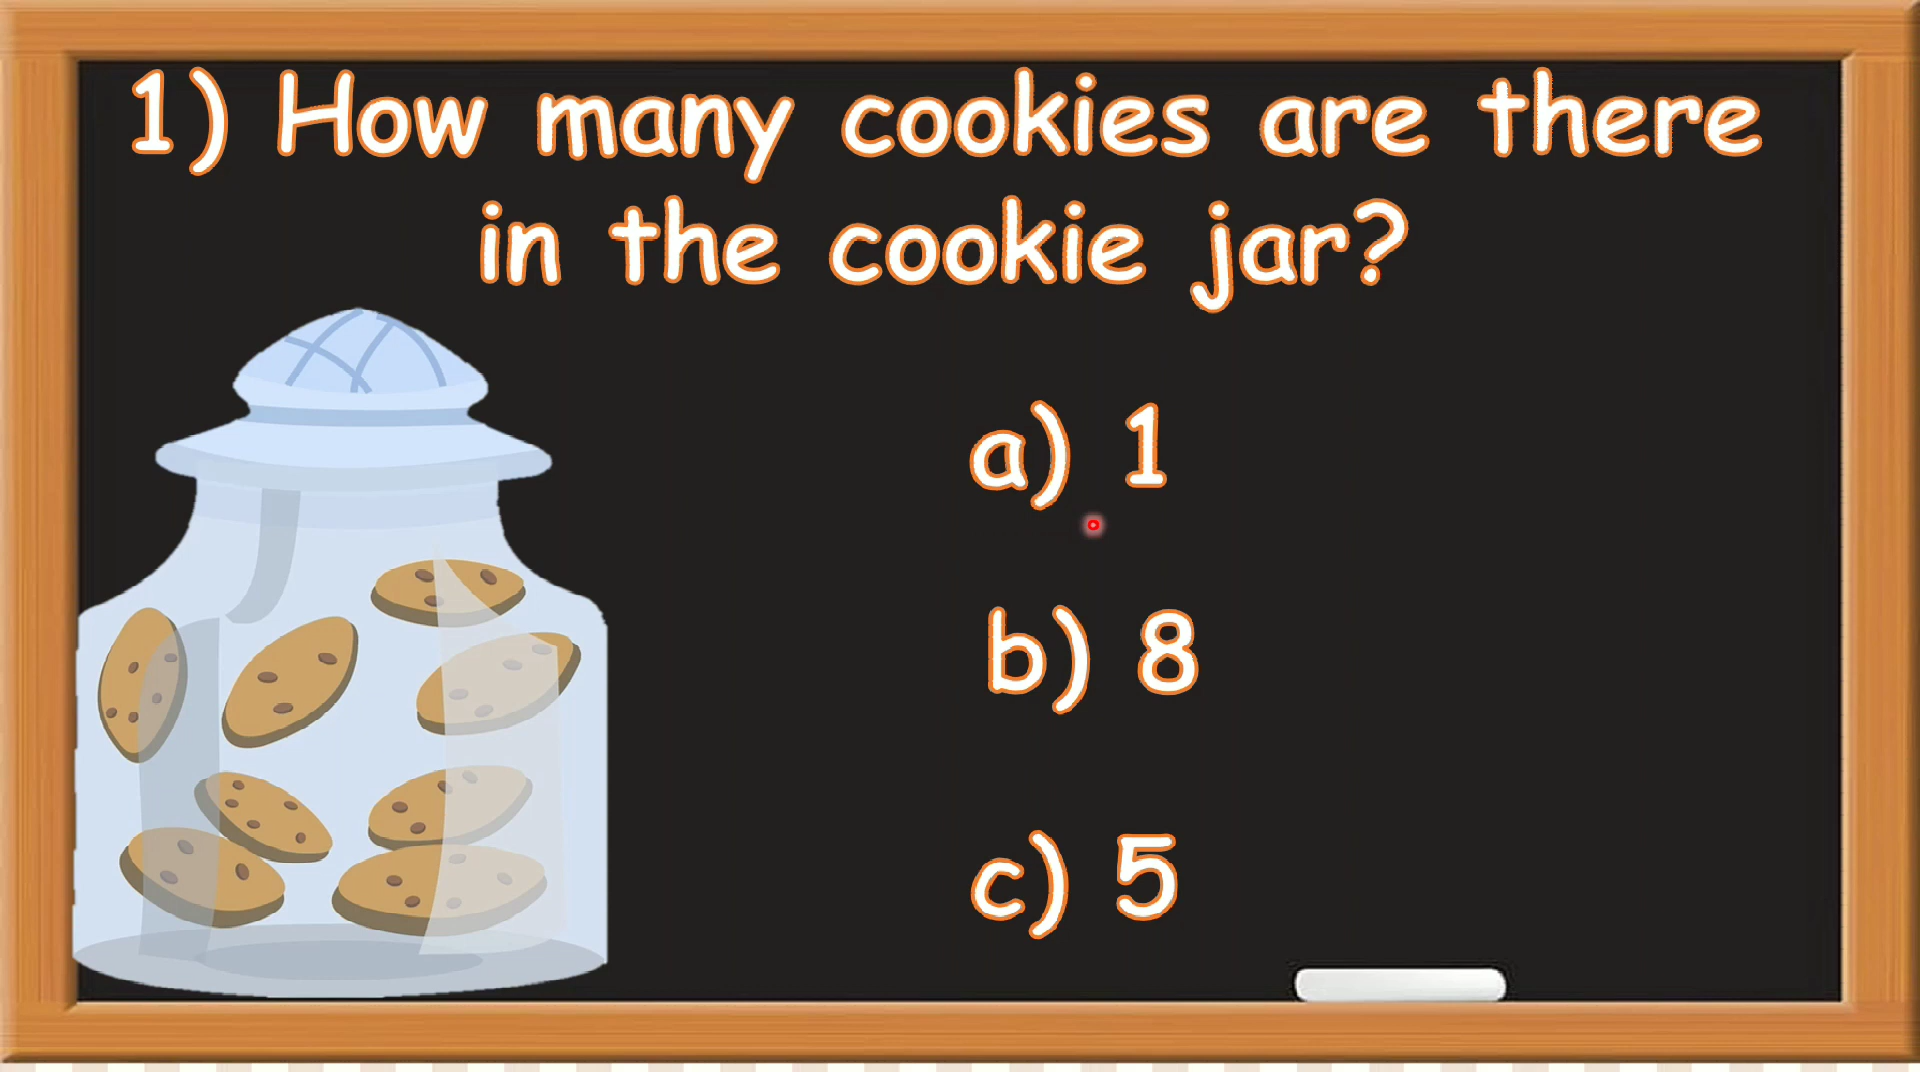 1) How many cookies are there
in the cookie jar?
a) 1
b) 8
c) 5